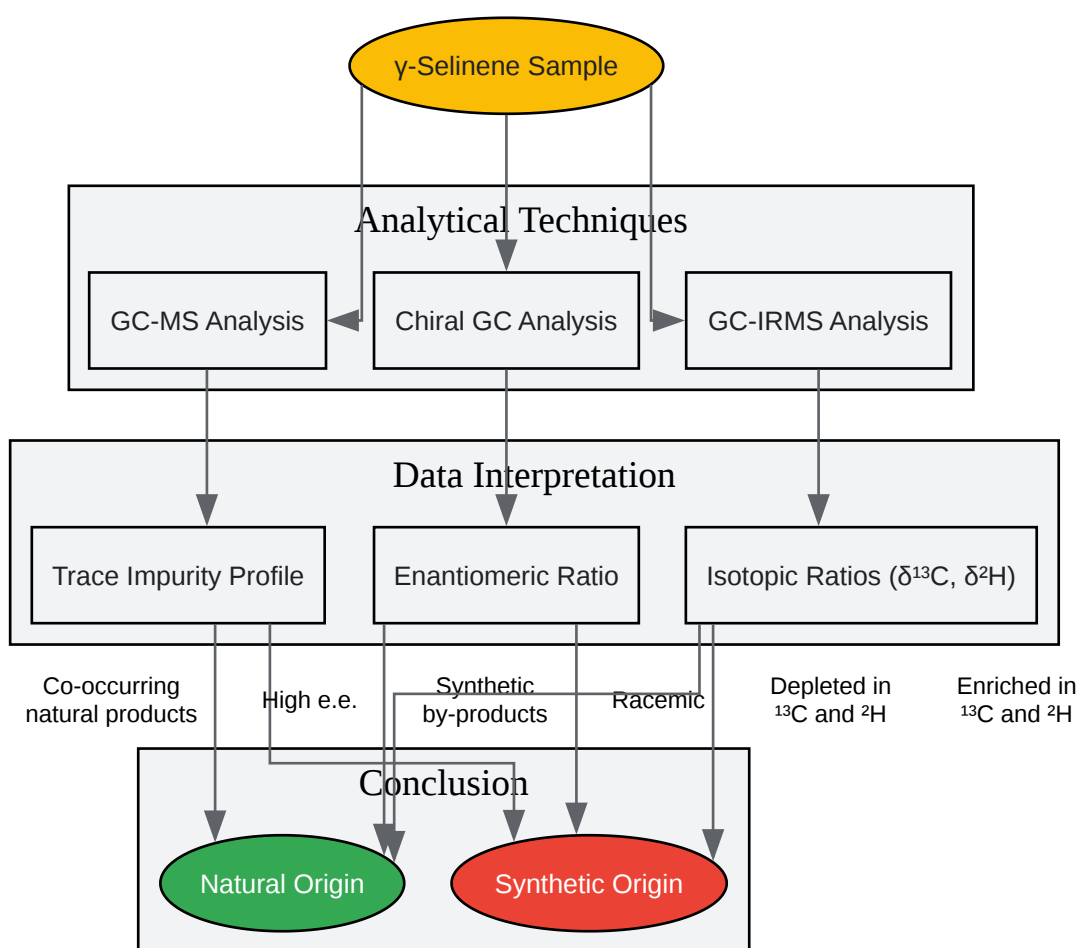 γ-Selinene Sample
Analytical Techniques
GC-MS Analysis
Chiral GC Analysis
GC-IRMS Analysis
Data Interpretation
Trace Impurity Profile
Enantiomeric Ratio
Isotopic Ratios (δ¹³C, δ²H)
Co-occurring
natural products
High e.e.
Synthetic
by-products
Racemic
Depleted in
¹³C and ²H
Enriched in
¹³C and ²H
Conclusion
Natural Origin
Synthetic Origin